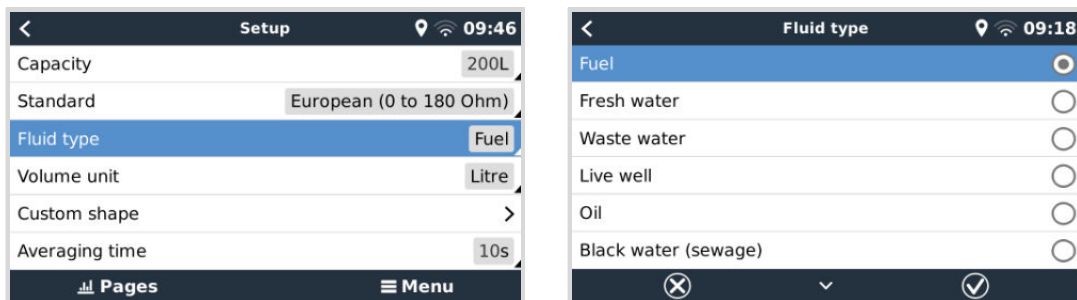 Setup 09:46
Capacity 200L
Standard European (0 to 180 Ohm)
Fluid type Fuel
Volume unit Litre
Custom shape
Averaging time 10s
Pages Menu
Fluid type 09:18
Fuel
Fresh water
Waste water
Live well
Oil
Black water (sewage)